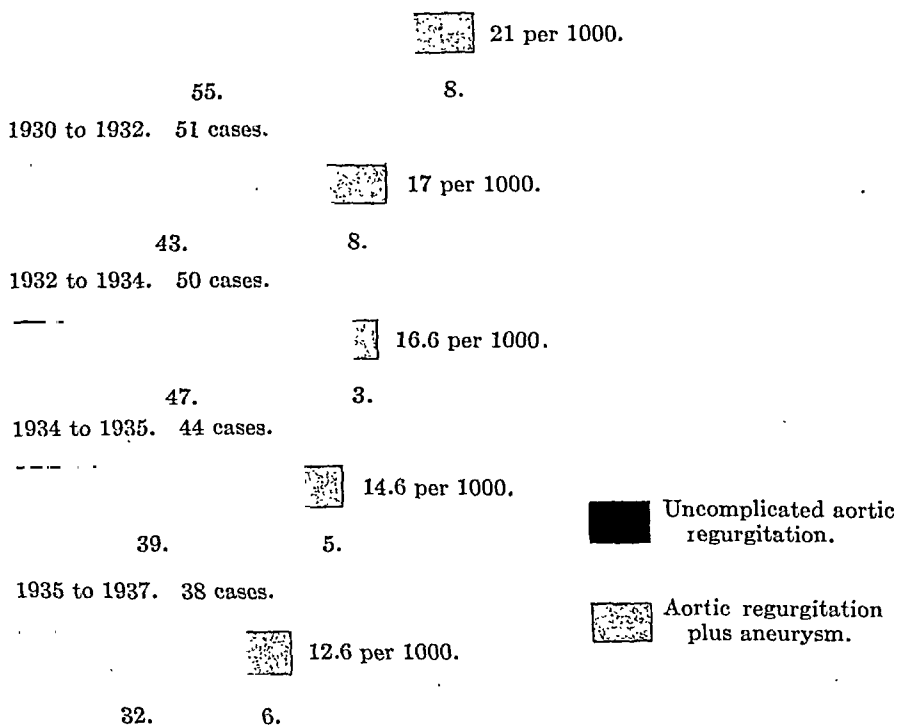 21 per 1000.
55. 8.
1930 to 1932. 51 cases.
17 per 1000.
43. 8.
1932 to 1934. 50 cases.
16.6 per 1000.
47. 3.
1934 to 1935. 44 cases.
14.6 per 1000.
39. 5.
1935 to 1937. 38 cases.
12.6 per 1000.
32. 6.
Uncomplicated aortic
regurgitation.
Aortic regurgitation
plus aneurysm.